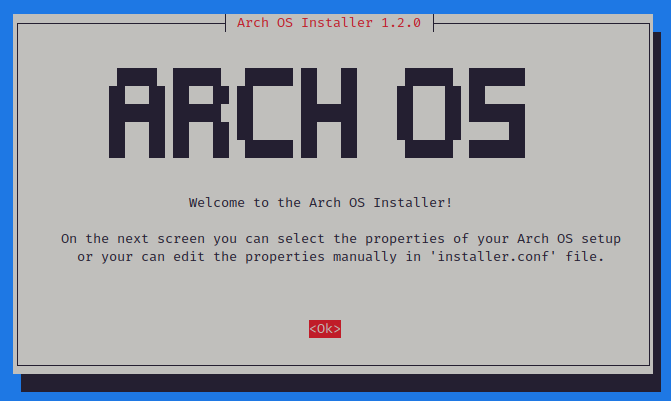 Arch OS Installer 1.2.0
ARCH OS
Welcome to the Arch OS Installer!
On the next screen you can select the properties of your Arch OS setup
or your can edit the properties manually in 'installer.conf' file.
<Ok>